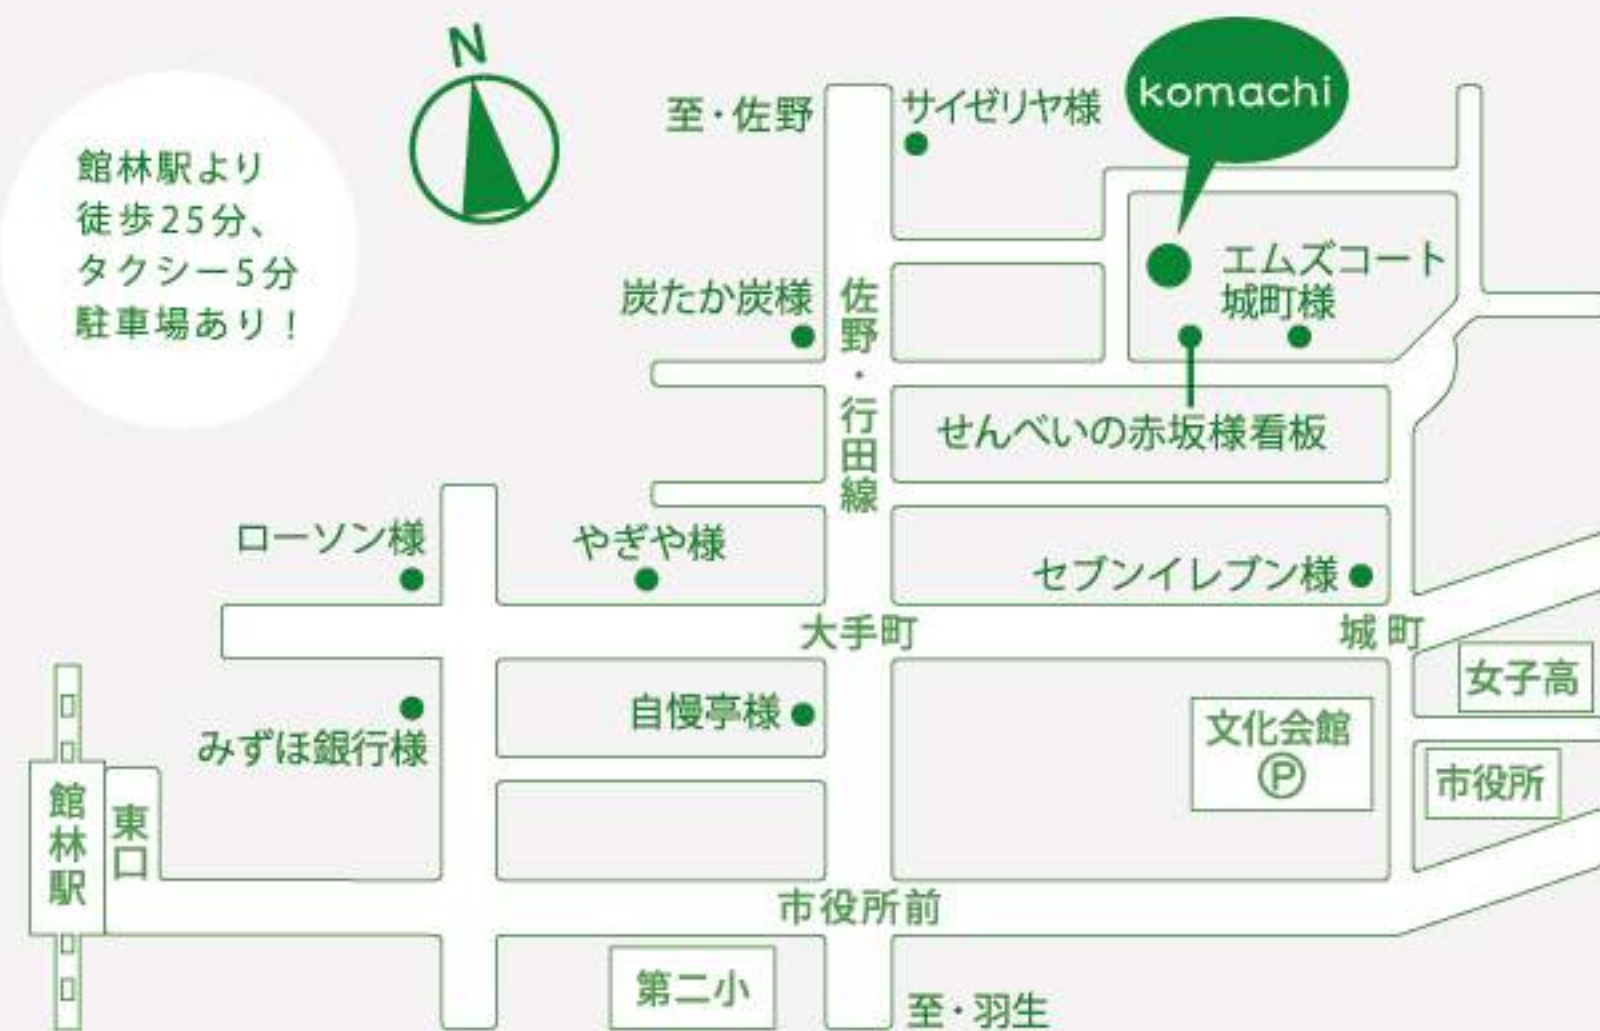 N
館林駅より
徒歩25分、
タクシー5分
駐車場あり！
至・佐野
サイゼリヤ様
komachi
エムズコート
城町様
炭たか炭様
佐野・行田線
せんべいの赤坂様看板
ローソン様
やぎや様
セブンイレブン様
大手町
城町
女子高
みずほ銀行様
自慢亭様
文化会館
Ⓟ
市役所
館林駅
東口
市役所前
第二小
至・羽生